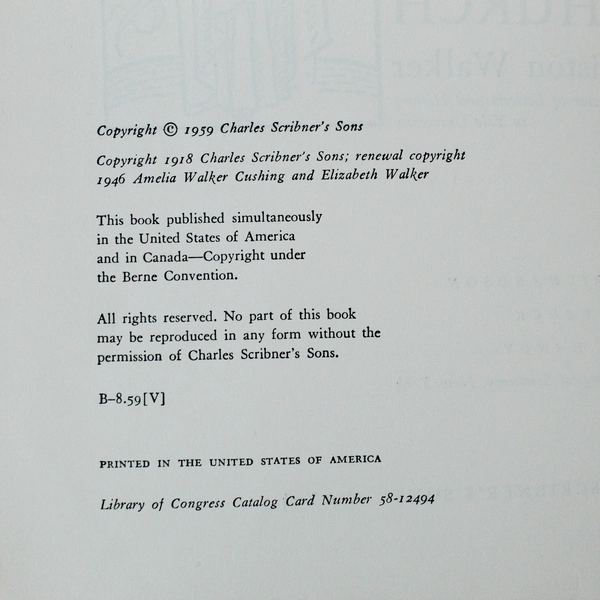 Copyright © 1959 Charles Scribner's Sons
Copyright 1918 Charles Scribner's Sons; renewal copyright
1946 Amelia Walker Cushing and Elizabeth Walker
This book published simultaneously
in the United States of America
and in Canada—Copyright under
the Berne Convention.
All rights reserved. No part of this book
may be reproduced in any form without the
permission of Charles Scribner's Sons.
B–8.59[V]
PRINTED IN THE UNITED STATES OF AMERICA
Library of Congress Catalog Card Number 58-12494